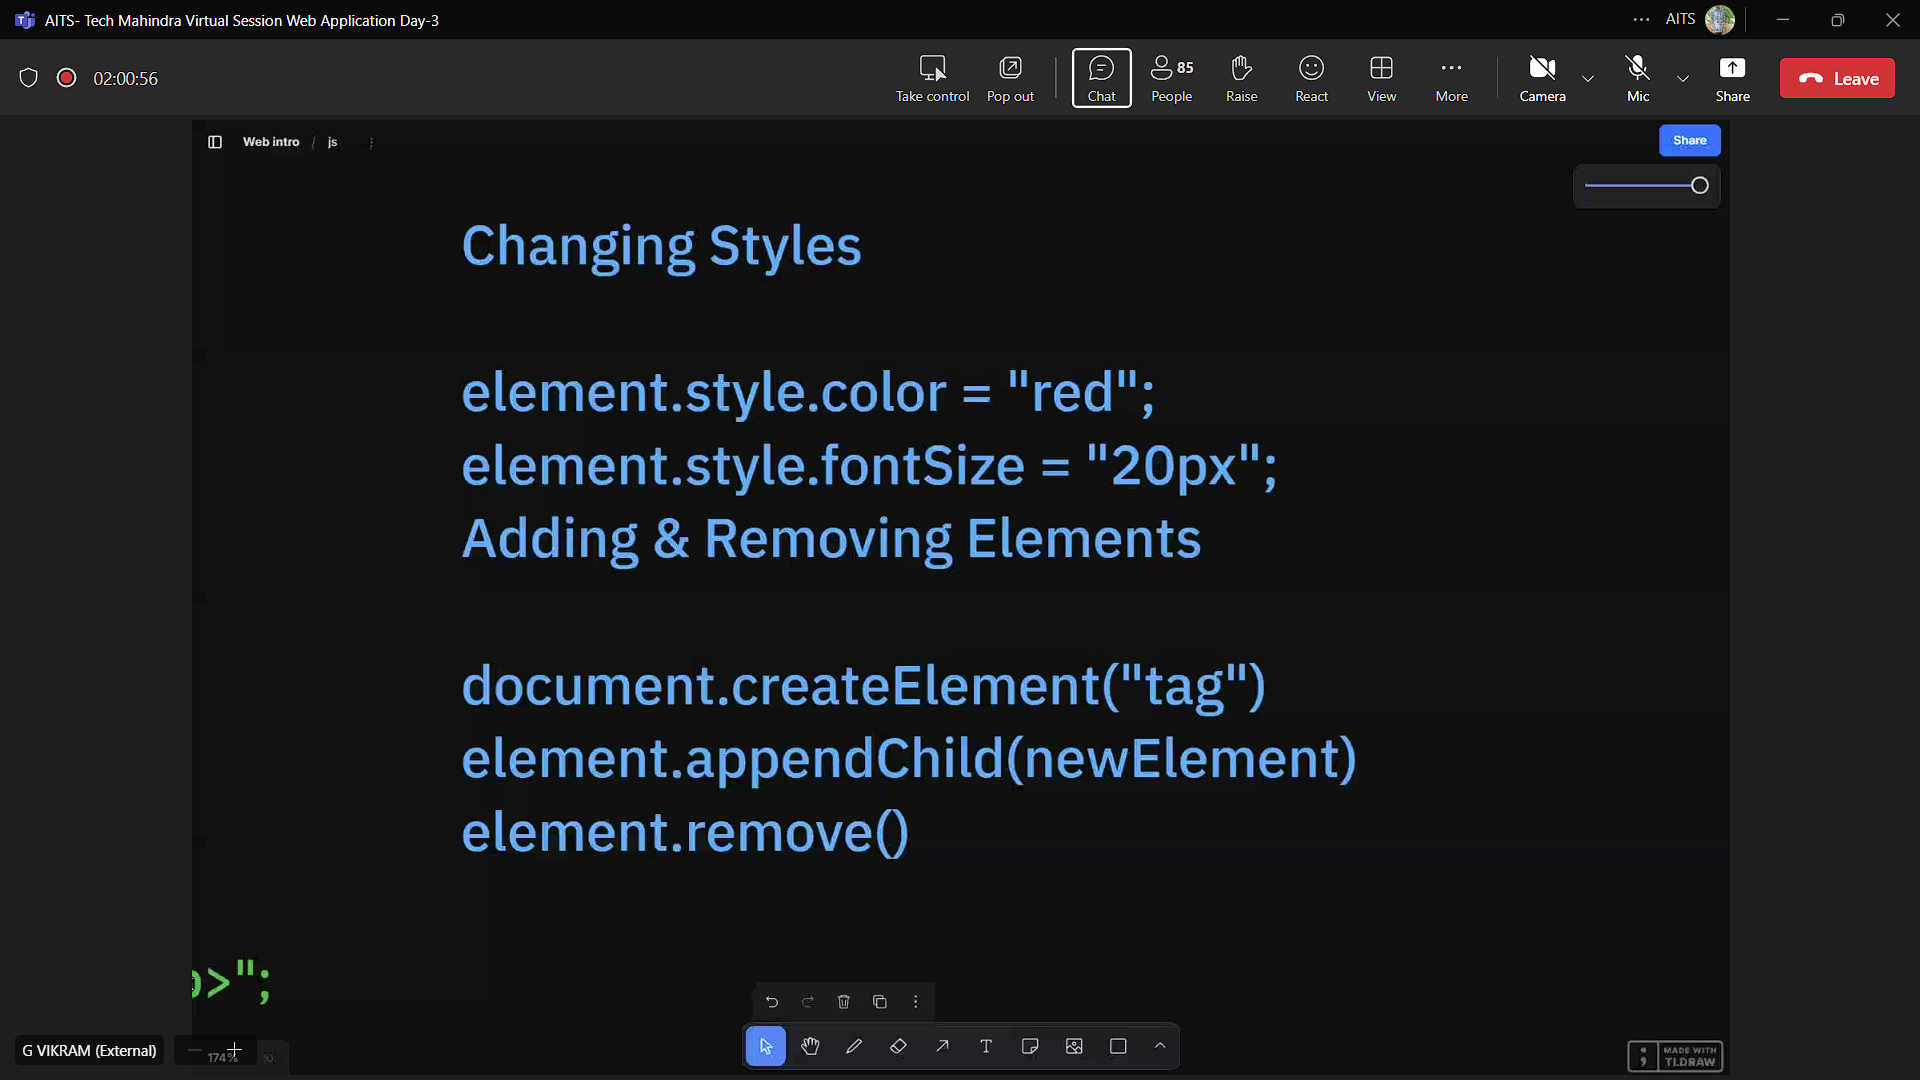 AITS- Tech Mahindra Virtual Session Web Application Day-3
AITS
02:00:56
Take control
Pop out
Chat
85
People
Raise
React
View
More
Camera
Mic
Share
Leave
Web intro / js
Share
Changing Styles
element.style.color = "red";
element.style.fontSize = "20px";
Adding & Removing Elements
document.createElement("tag")
element.appendChild(newElement)
element.remove()
>";
G VIKRAM (External)
174%
MADE WITH
TLDRAW